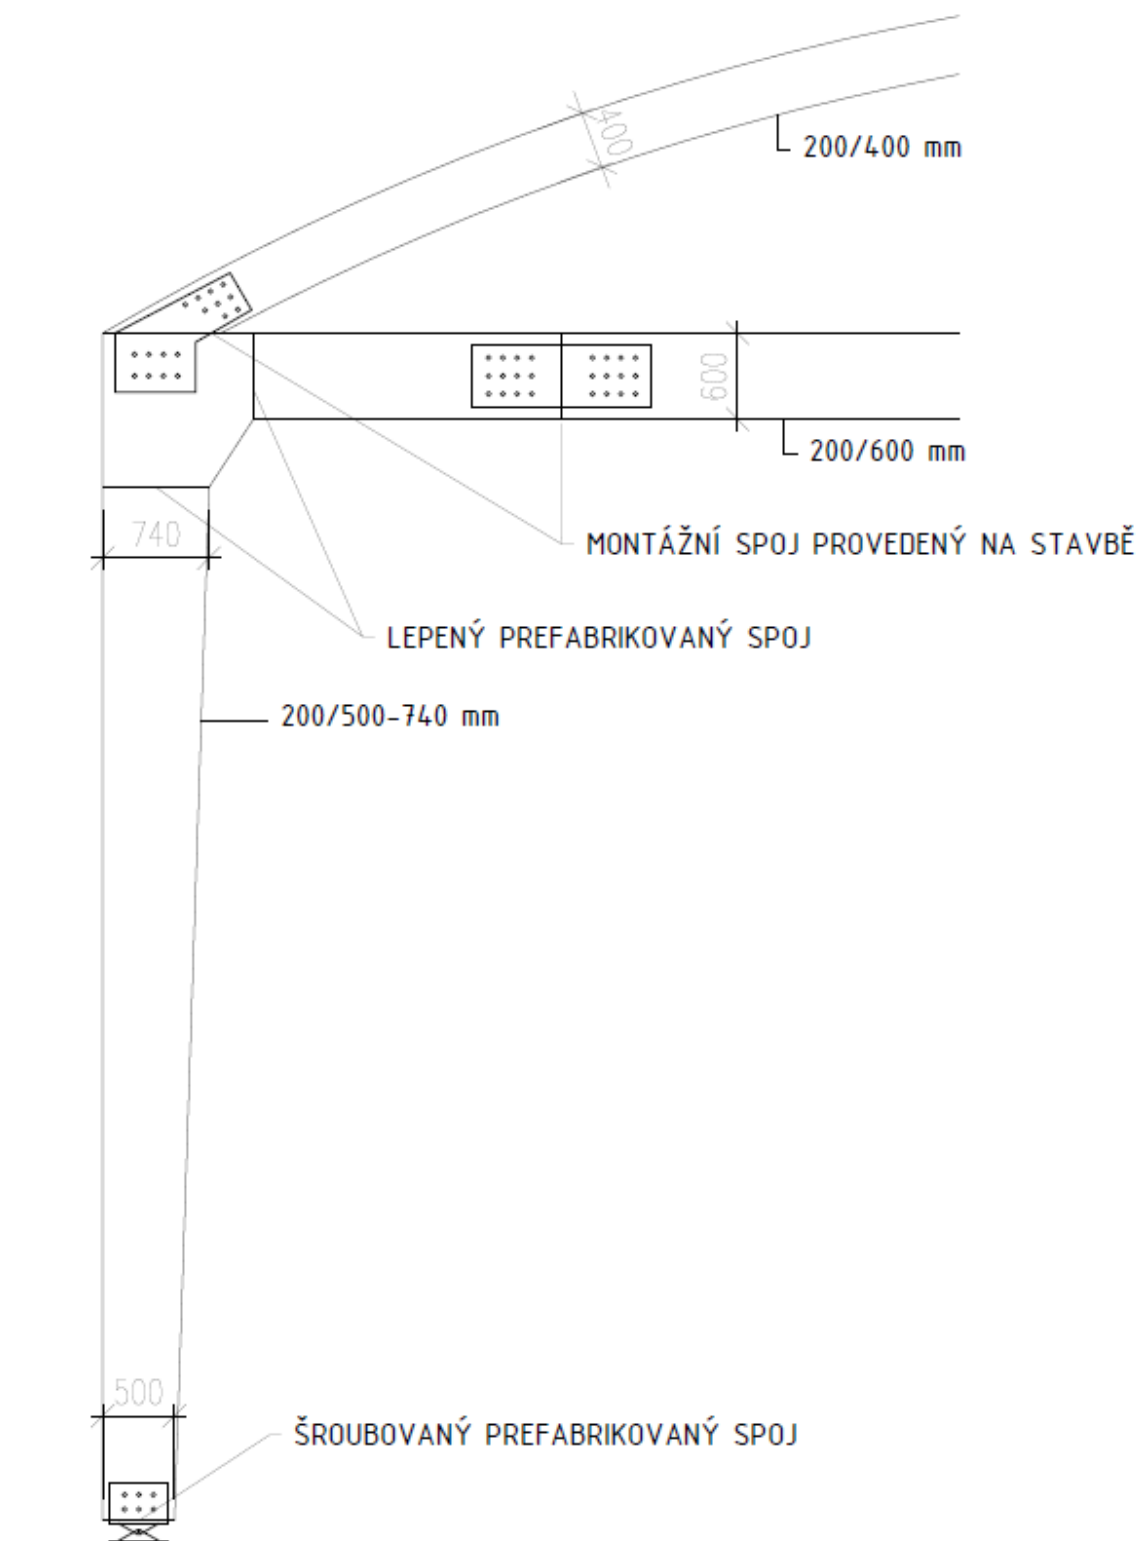 400
200/400 mm
600
200/600 mm
740
MONTÁŽNÍ SPOJ PROVEDENÝ NA STAVBĚ
LEPENÝ PREFABRIKOVANÝ SPOJ
200/500-740 mm
500
ŠROUBOVANÝ PREFABRIKOVANÝ SPOJ